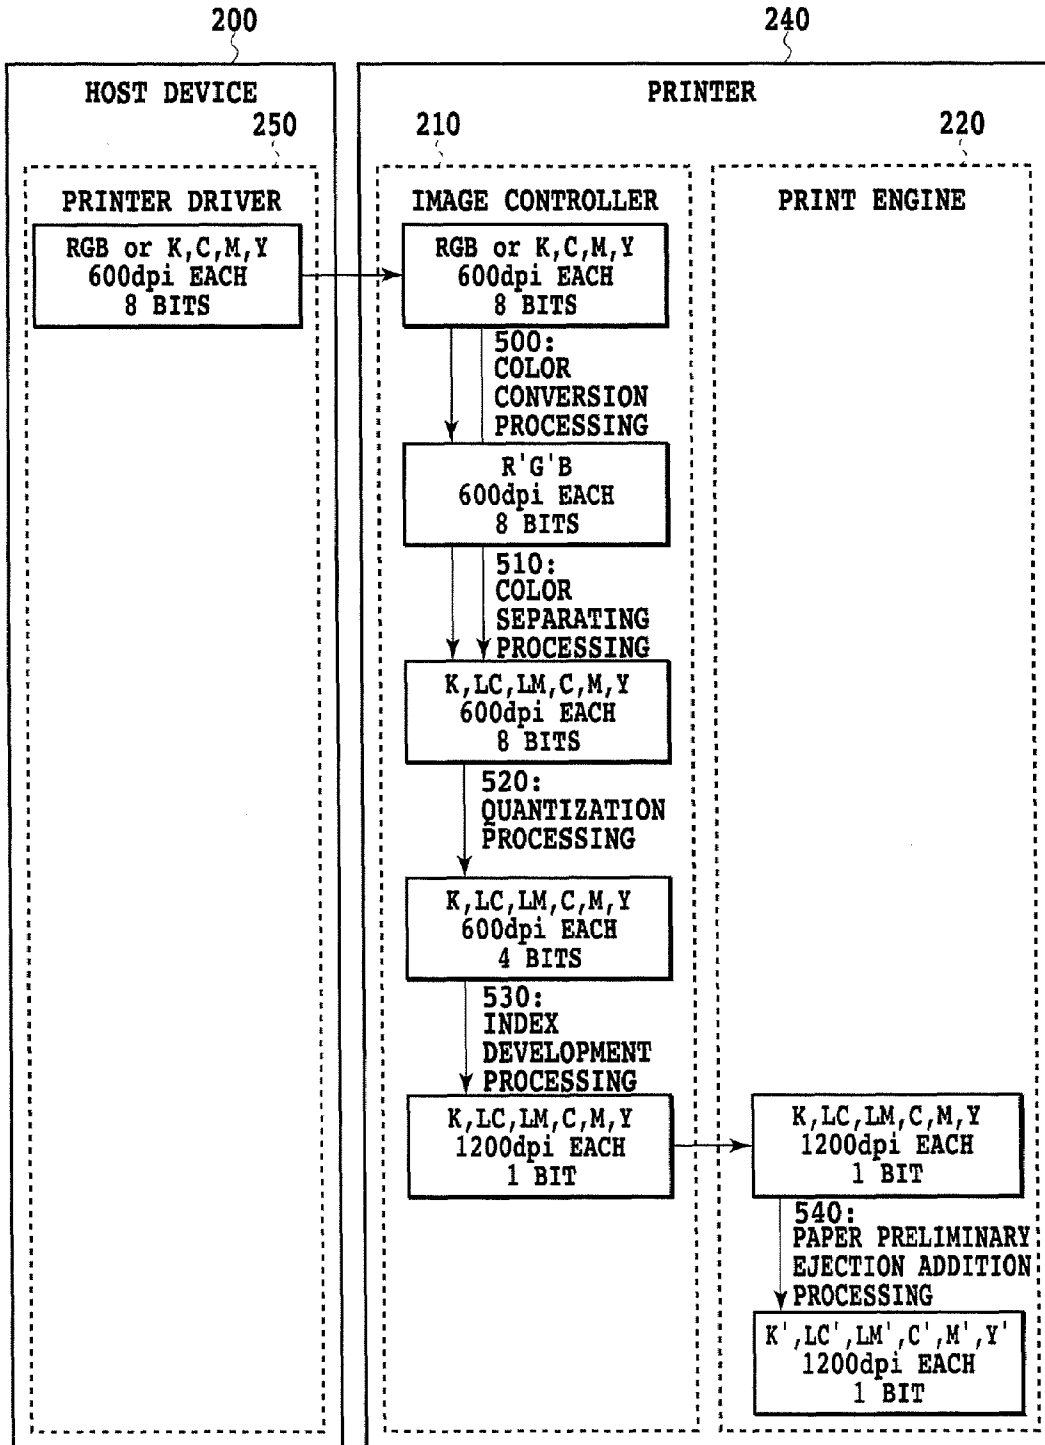 200
240
HOST DEVICE
PRINTER
250
210
220
PRINTER DRIVER
IMAGE CONTROLLER
PRINT ENGINE
RGB or K,C,M,Y
600dpi EACH
8 BITS
RGB or K,C,M,Y
600dpi EACH
8 BITS
500:
COLOR
CONVERSION
PROCESSING
R'G'B
600dpi EACH
8 BITS
510:
COLOR
SEPARATING
PROCESSING
K,LC,LM,C,M,Y
600dpi EACH
8 BITS
520:
QUANTIZATION
PROCESSING
K,LC,LM,C,M,Y
600dpi EACH
4 BITS
530:
INDEX
DEVELOPMENT
PROCESSING
K,LC,LM,C,M,Y
1200dpi EACH
1 BIT
K,LC,LM,C,M,Y
1200dpi EACH
1 BIT
540:
PAPER PRELIMINARY
EJECTION ADDITION
PROCESSING
K',LC',LM',C',M',Y'
1200dpi EACH
1 BIT